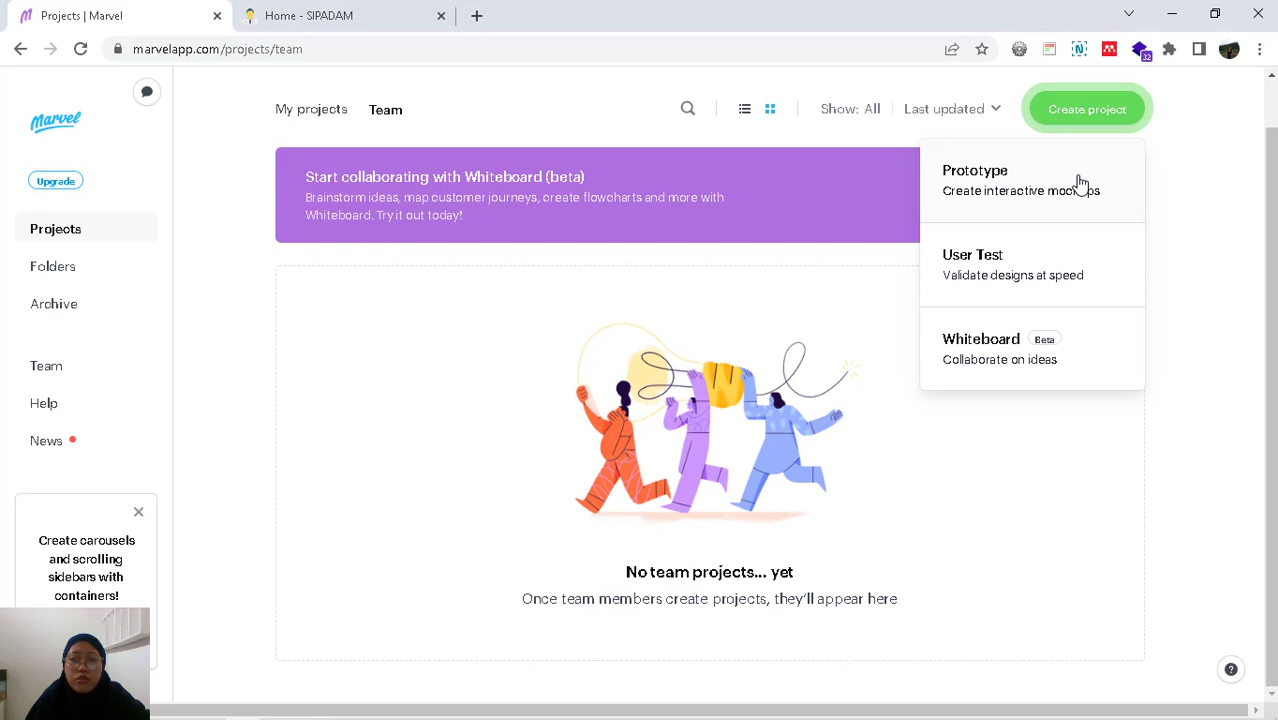 Projects | Marvel
Home - SIPADAM
marvelapp.com/projects/team
32
Marvel
Upgrade
Projects
Folders
Archive
Team
Help
News
Create carousels
and scrolling
sidebars with
containers!
My projects
Team
Show: All
Last updated
Create project
Start collaborating with Whiteboard (beta)
Brainstorm ideas, map customer journeys, create flowcharts and more with
Whiteboard. Try it out today!
Prototype
Create interactive mockups
User Test
Validate designs at speed
Whiteboard Beta
Collaborate on ideas
No team projects... yet
Once team members create projects, they'll appear here